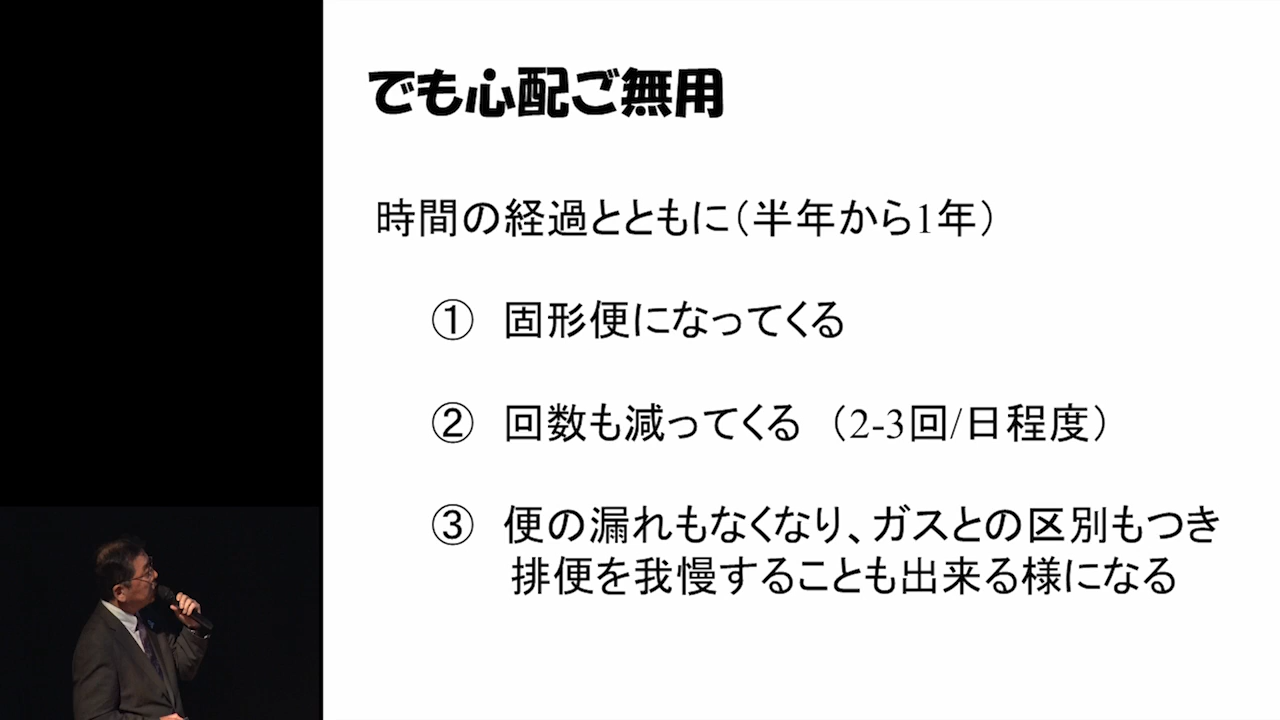 でも心配ご無用
時間の経過とともに（半年から1年）
① 固形便になってくる
② 回数も減ってくる （2-3回/日程度）
③ 便の漏れもなくなり、ガスとの区別もつき
排便を我慢することも出来る様になる